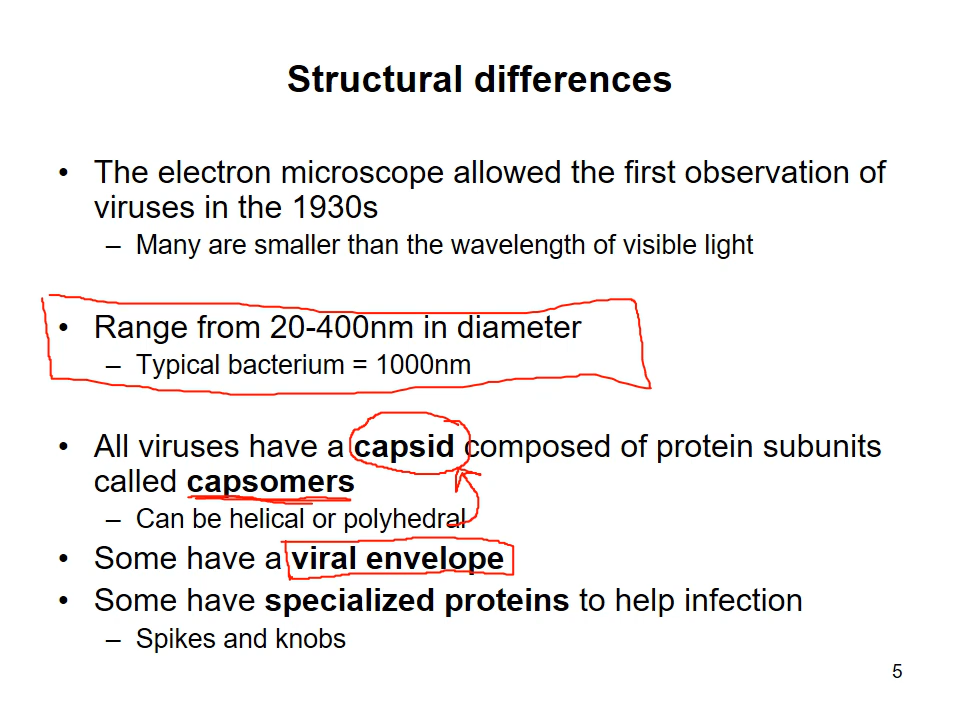 Structural differences
• The electron microscope allowed the first observation of
viruses in the 1930s
– Many are smaller than the wavelength of visible light
• Range from 20-400nm in diameter
– Typical bacterium = 1000nm
• All viruses have a capsid composed of protein subunits
called capsomers
– Can be helical or polyhedral
• Some have a viral envelope
• Some have specialized proteins to help infection
– Spikes and knobs
5